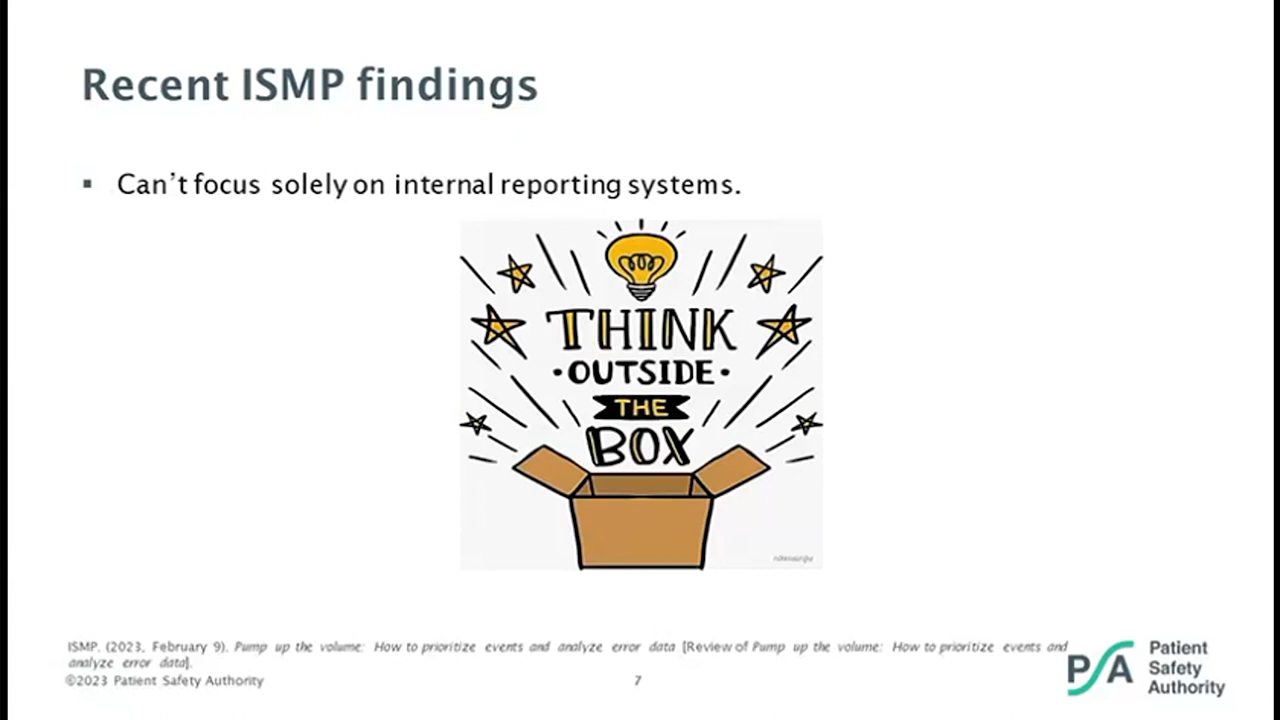 Recent ISMP findings
▪ Can't focus solely on internal reporting systems.
THINK
•OUTSIDE•
THE
BOX
ISMP. (2023, February 9). Pump up the volume: How to prioritize events and analyze error data [Review of Pump up the volume: How to prioritize events and
analyze error data].
©2023 Patient Safety Authority
7
PSA
Patient
Safety
Authority